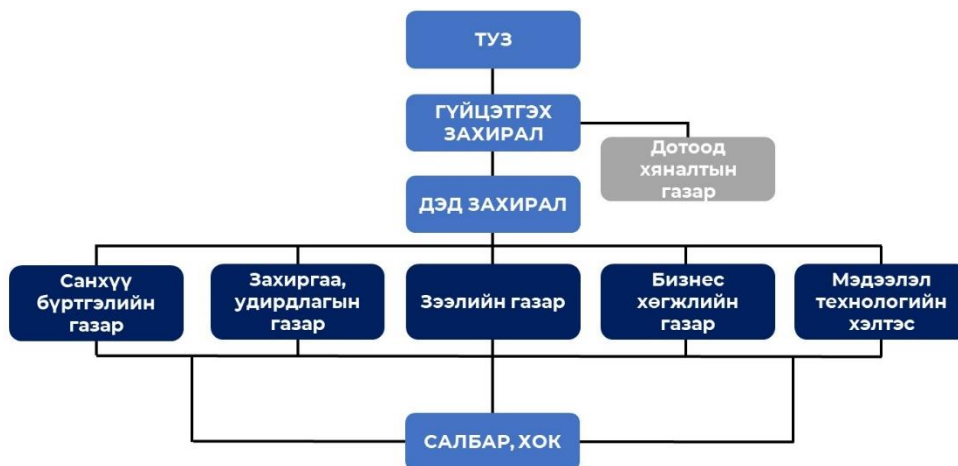 ТУЗ
ГҮЙЦЭТГЭХ
ЗАХИРАЛ
Дотоод
хяналтын
газар
ДЭД ЗАХИРАЛ
Санхүү
бүртгэлийн
газар
Захиргаа,
удирдлагын
газар
Зээлийн газар
Бизнес
хөгжлийн
газар
Мэдээлэл
технологийн
хэлтэс
САЛБАР, ХОК